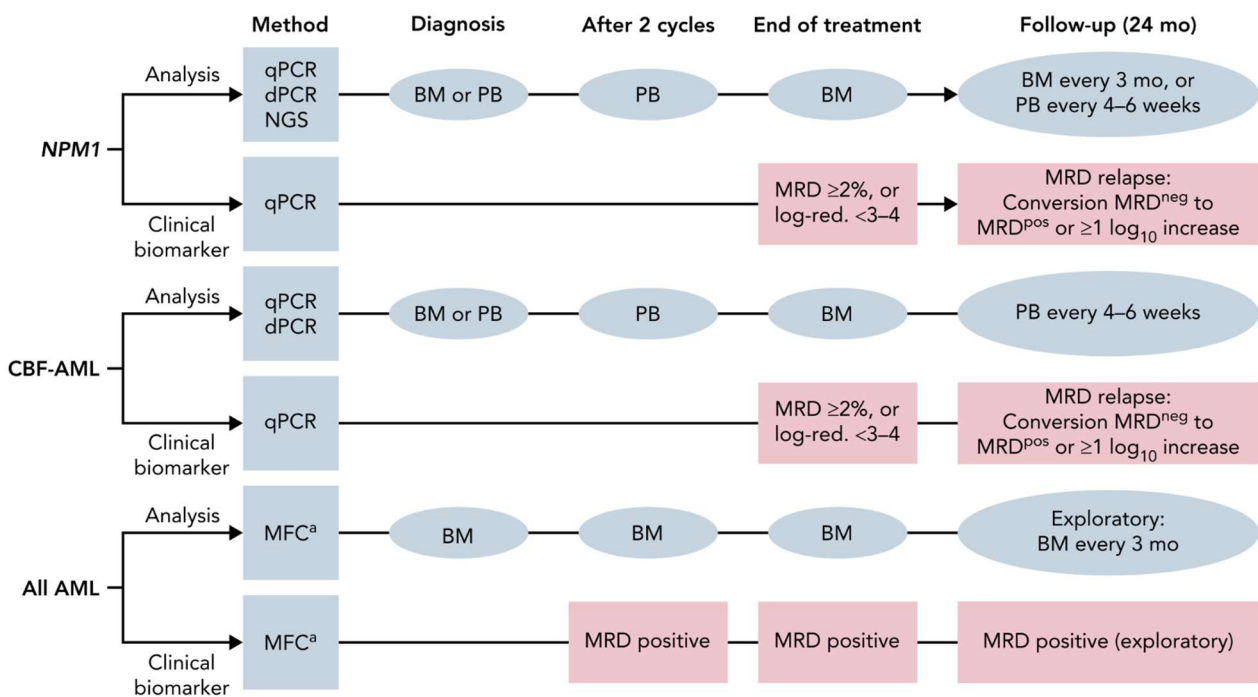 Method Diagnosis After 2 cycles End of treatment Follow-up (24 mo)
NPM1
Analysis
qPCR
dPCR
NGS
BM or PB
PB
BM
BM every 3 mo, or
PB every 4–6 weeks
Clinical
biomarker
qPCR
MRD ≥2%, or
log-red. <3–4
MRD relapse:
Conversion MRDneg to
MRDpos or ≥1 log10 increase
CBF-AML
Analysis
qPCR
dPCR
BM or PB
PB
BM
PB every 4–6 weeks
Clinical
biomarker
qPCR
MRD ≥2%, or
log-red. <3–4
MRD relapse:
Conversion MRDneg to
MRDpos or ≥1 log10 increase
All AML
Analysis
MFCa
BM
BM
BM
Exploratory:
BM every 3 mo
Clinical
biomarker
MFCa
MRD positive
MRD positive
MRD positive (exploratory)